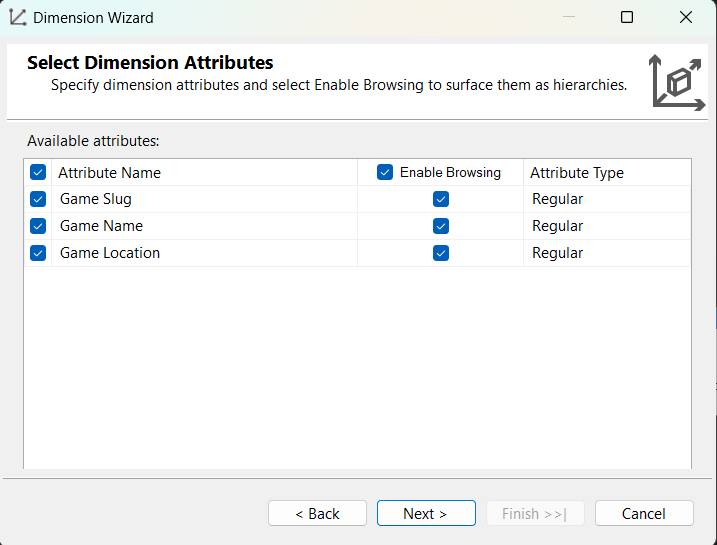 Dimension Wizard
Select Dimension Attributes
Specify dimension attributes and select Enable Browsing to surface them as hierarchies.
Available attributes:
Attribute Name Enable Browsing Attribute Type
Game Slug Regular
Game Name Regular
Game Location Regular
< Back Next > Finish >>| Cancel